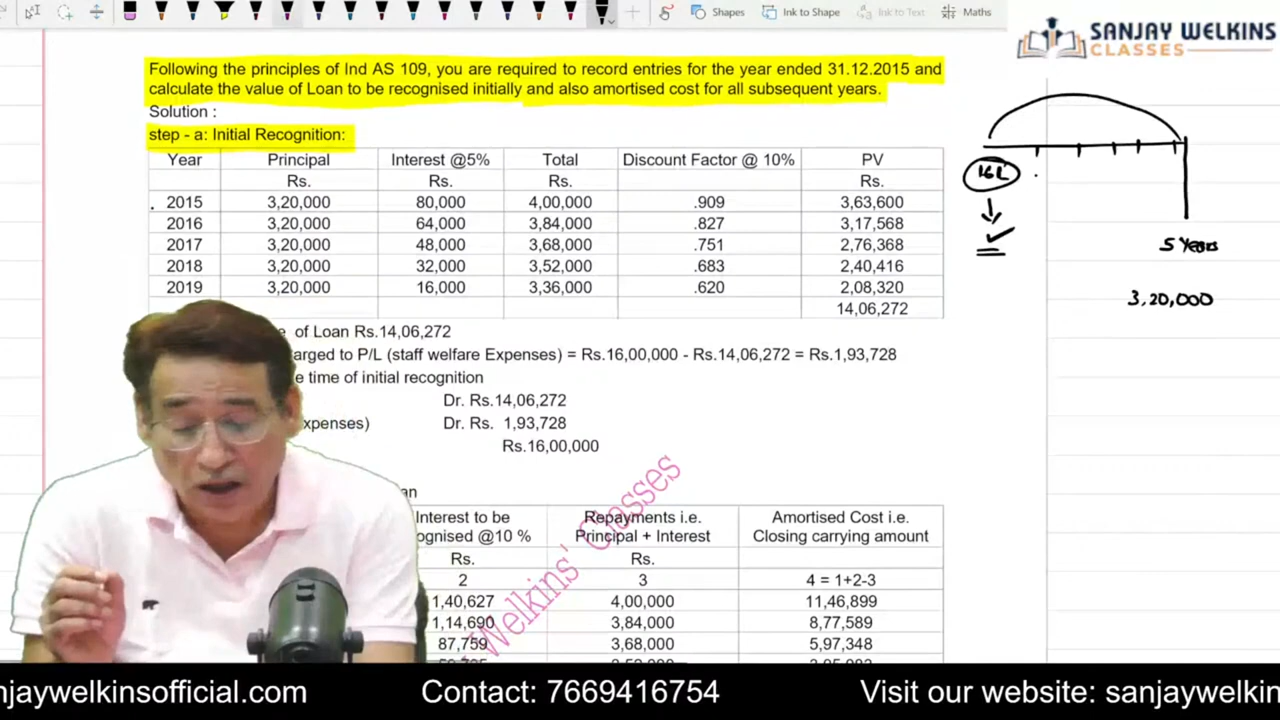 Shapes Ink to Shape Ink to Text Maths
SANJAY WELKINS
CLASSES
Following the principles of Ind AS 109, you are required to record entries for the year ended 31.12.2015 and
calculate the value of Loan to be recognised initially and also amortised cost for all subsequent years.
Solution :
step - a: Initial Recognition:
Year Principal Interest @5% Total Discount Factor @ 10% PV
Rs. Rs. Rs. Rs.
2015 3,20,000 80,000 4,00,000 .909 3,63,600
2016 3,20,000 64,000 3,84,000 .827 3,17,568
2017 3,20,000 48,000 3,68,000 .751 2,76,368
2018 3,20,000 32,000 3,52,000 .683 2,40,416
2019 3,20,000 16,000 3,36,000 .620 2,08,320
14,06,272
16L
5 Years
3,20,000
of Loan Rs.14,06,272
arged to P/L (staff welfare Expenses) = Rs.16,00,000 - Rs.14,06,272 = Rs.1,93,728
e time of initial recognition
Dr. Rs.14,06,272
xpenses) Dr. Rs. 1,93,728
Rs.16,00,000
an
Interest to be Repayments i.e. Amortised Cost i.e.
ognised @10 % Principal + Interest Closing carrying amount
Rs. Rs.
2 3 4 = 1+2-3
1,40,627 4,00,000 11,46,899
1,14,690 3,84,000 8,77,589
87,759 3,68,000 5,97,348
Welkins' Classes
njaywelkinsofficial.com Contact: 7669416754 Visit our website: sanjaywelkin